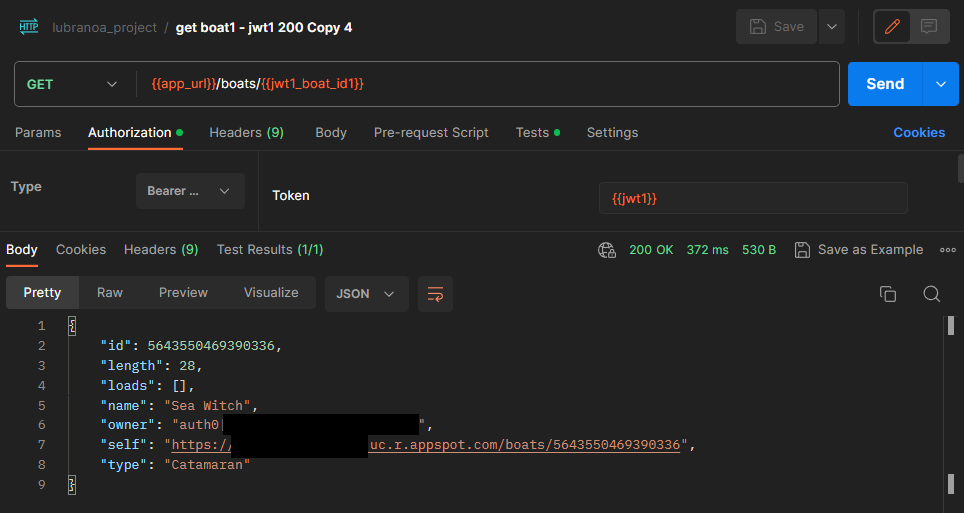 HTTP lubranoa_project / get boat1 - jwt1 200 Copy 4 Save
GET {{app_url}}/boats/{{jwt1_boat_id1}} Send
Params Authorization Headers (9) Body Pre-request Script Tests Settings Cookies
Type Bearer ... Token {{jwt1}}
Body Cookies Headers (9) Test Results (1/1) 200 OK 372 ms 530 B Save as Example
Pretty Raw Preview Visualize JSON
1 {
2 "id": 5643550469390336,
3 "length": 28,
4 "loads": [],
5 "name": "Sea Witch",
6 "owner": "auth0 ",
7 "self": "https:/ uc.r.appspot.com/boats/5643550469390336",
8 "type": "Catamaran"
9 }